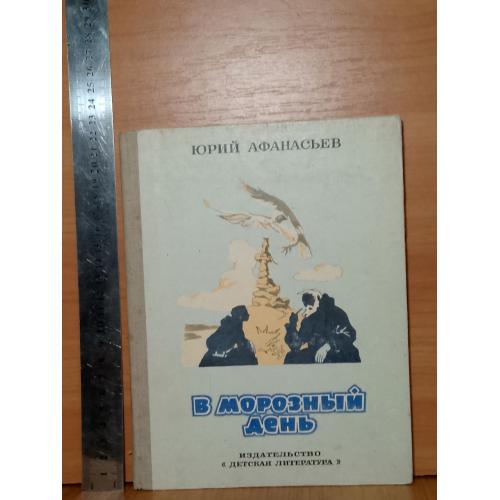 ЮРИЙ АФАНАСЬЕВ
В МОРОЗНЫЙ
ДЕНЬ
ИЗДАТЕЛЬСТВО
« ДЕТСКАЯ ЛИТЕРАТУРА »